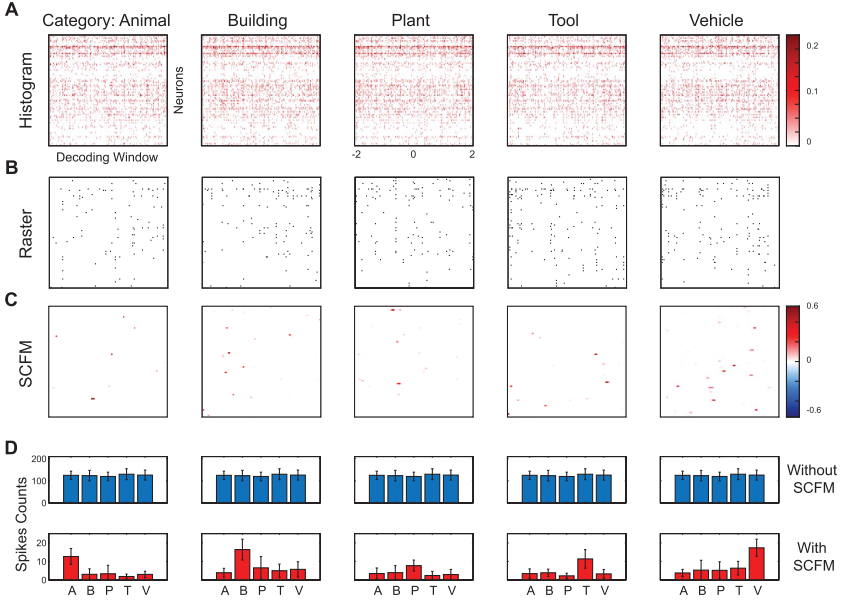 A
Category: Animal Building Plant Tool Vehicle
Histogram
Neurons
0.2
0.1
0
Decoding Window
-2 0 2
B
Raster
C
SCFM
0.6
0
-0.6
D
Spikes Counts
200
100
0
Without
SCFM
20
10
0
With
SCFM
A B P T V A B P T V A B P T V A B P T V A B P T V